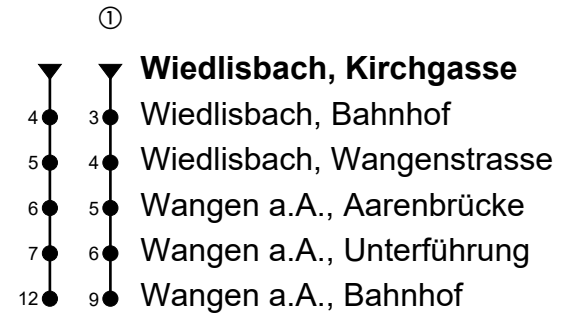 ①
Wiedlisbach, Kirchgasse
4 3 Wiedlisbach, Bahnhof
5 4 Wiedlisbach, Wangenstrasse
6 5 Wangen a.A., Aarenbrücke
7 6 Wangen a.A., Unterführung
12 9 Wangen a.A., Bahnhof